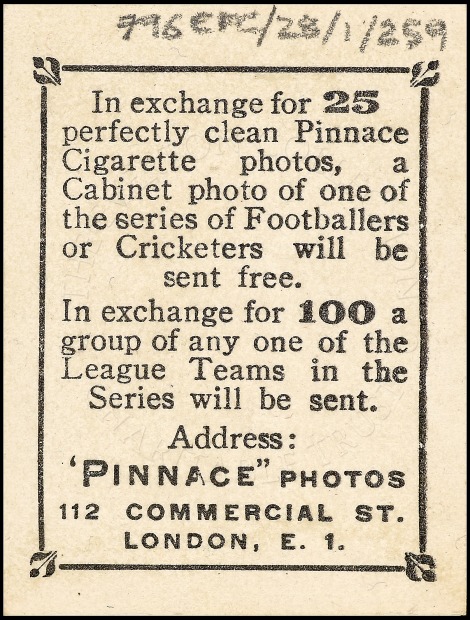 796EPC/28/1/259
In exchange for 25
perfectly clean Pinnace
Cigarette photos, a
Cabinet photo of one of
the series of Footballers
or Cricketers will be
sent free.
In exchange for 100 a
group of any one of the
League Teams in the
Series will be sent.
Address:
‘PINNACE” PHOTOS
112 COMMERCIAL ST.
LONDON, E. 1.